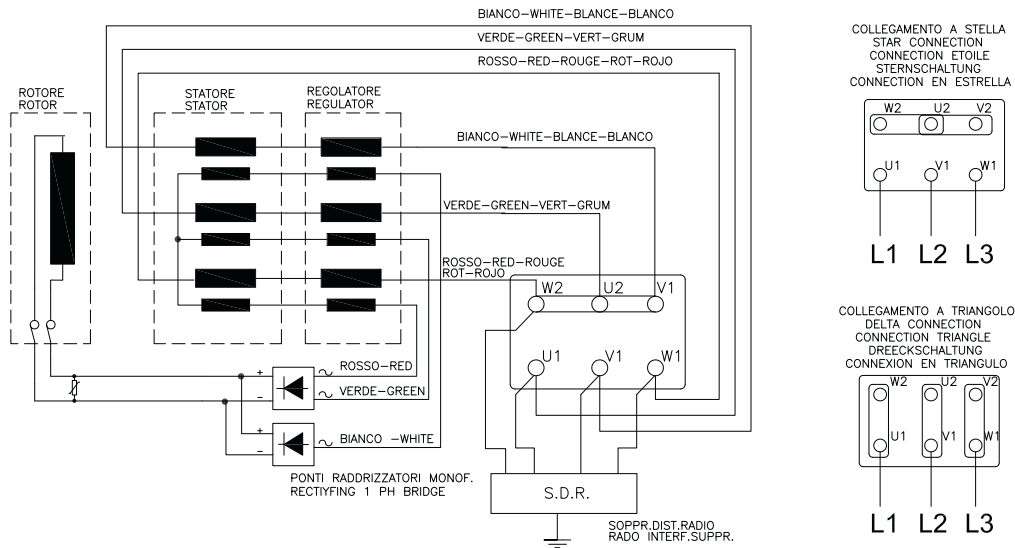 BIANCO-WHITE-BLANCE-BLANCO
VERDE-GREEN-VERT-GRUM
ROSSO-RED-ROUGE-ROT-ROJO
ROTORE
ROTOR
STATORE
STATOR
REGOLATORE
REGULATOR
BIANCO-WHITE-BLANCE-BLANCO
VERDE-GREEN-VERT-GRUM
ROSSO-RED-ROUGE
ROT-ROJO
W2 U2 V1
U1 V1 W1
+
-
+
-
ROSSO-RED
VERDE-GREEN
BIANCO -WHITE
PONTI RADDRIZZATORI MONOF.
RECTIYFING 1 PH BRIDGE
S.D.R.
SOPPR.DIST.RADIO
RADO INTERF.SUPPR.
COLLEGAMENTO A STELLA
STAR CONNECTION
CONNECTION ETOILE
STERNSCHALTUNG
CONNECTION EN ESTRELLA
W2 U2 V2
U1 V1 W1
L1 L2 L3
COLLEGAMENTO A TRIANGOLO
DELTA CONNECTION
CONNECTION TRIANGLE
DREECKSCHALTUNG
CONNEXION EN TRIANGULO
W2 U2 V2
U1 V1 W1
L1 L2 L3